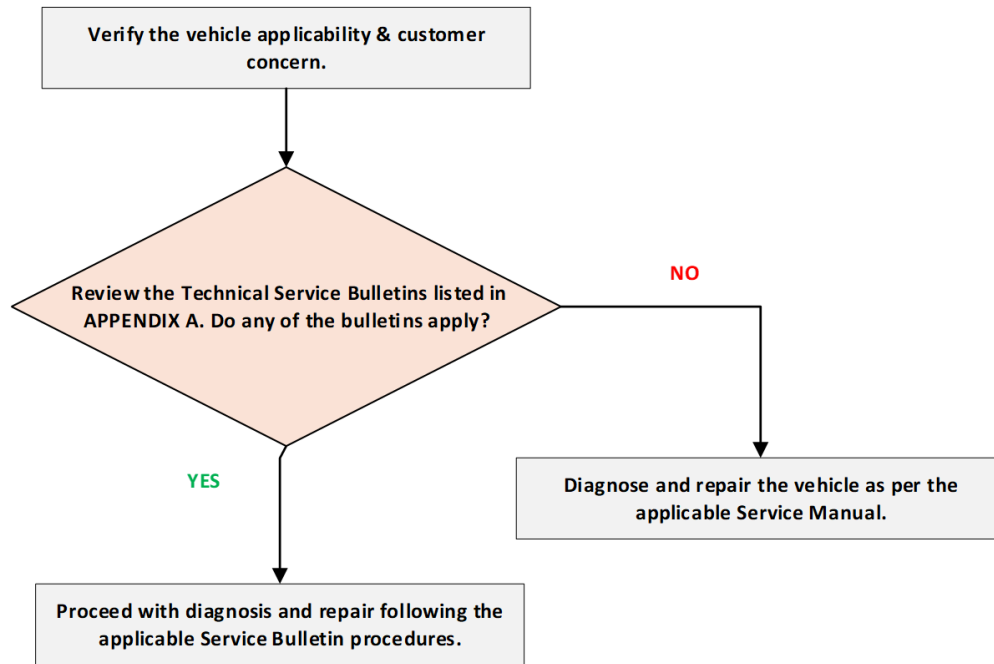 Verify the vehicle applicability & customer
concern.
Review the Technical Service Bulletins listed in
APPENDIX A. Do any of the bulletins apply?
NO
YES
Diagnose and repair the vehicle as per the
applicable Service Manual.
Proceed with diagnosis and repair following the
applicable Service Bulletin procedures.